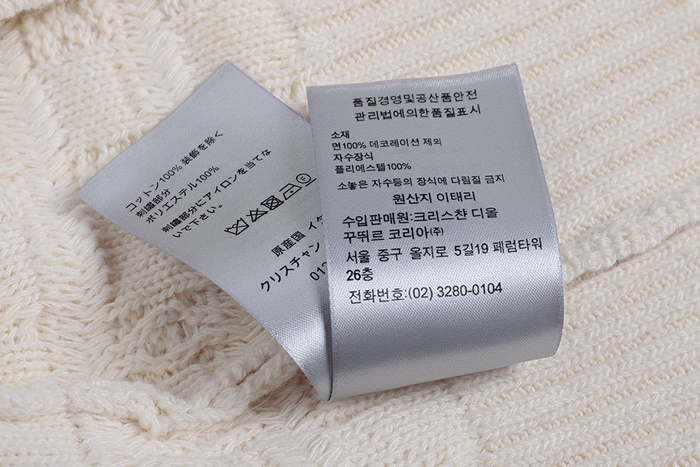 コットン100% 装飾を除く
刺繍部分
ポリエステル100%
刺繍部分にアイロンを当てな
いで下さい。
原産国 イタ
クリスチャン
品質경영및공산품안전
관리법에의한품질표시
소재
면100% 데코레이션 제외
자수장식
플리에스텔100%
소농은 자수등의 장식에 다림질 금지
원산지 이태리
수입판매원:크리스챤 디올
꾸뛰르 코리아(주)
서울 중구 을지로 5길19 페럼타워
26층
전화번호:(02) 3280-0104